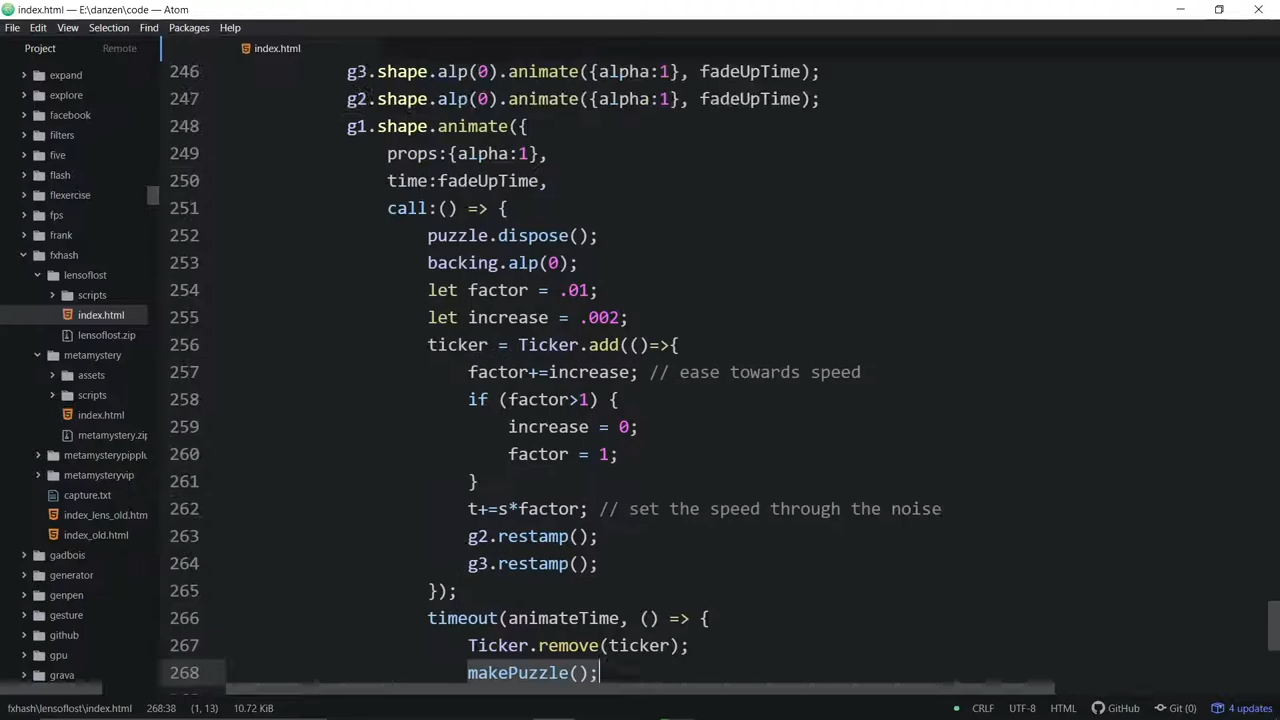 index.html — E:\danzen\code — Atom
File Edit View Selection Find Packages Help
Project Remote
index.html
expand
explore
facebook
filters
five
flash
flexercise
fps
frank
fxhash
lensoflost
scripts
index.html
lensoflost.zip
metamystery
assets
scripts
index.html
metamystery.zip
metamysterypipplu
metamysteryvip
capture.txt
index_lens_old.htm
index_old.html
gadbois
generator
genpen
gesture
github
gpu
grava
246 g3.shape.alp(0).animate({alpha:1}, fadeUpTime);
247 g2.shape.alp(0).animate({alpha:1}, fadeUpTime);
248 g1.shape.animate({
249 props:{alpha:1},
250 time:fadeUpTime,
251 call:() => {
252 puzzle.dispose();
253 backing.alp(0);
254 let factor = .01;
255 let increase = .002;
256 ticker = Ticker.add(()=>{
257 factor+=increase; // ease towards speed
258 if (factor>1) {
259 increase = 0;
260 factor = 1;
261 }
262 t+=s*factor; // set the speed through the noise
263 g2.restamp();
264 g3.restamp();
265 });
266 timeout(animateTime, () => {
267 Ticker.remove(ticker);
268 makePuzzle();
fxhash\lensoflost\index.html 268:38 (1, 13) 10.72 KiB CRLF UTF-8 HTML GitHub Git (0) 4 updates